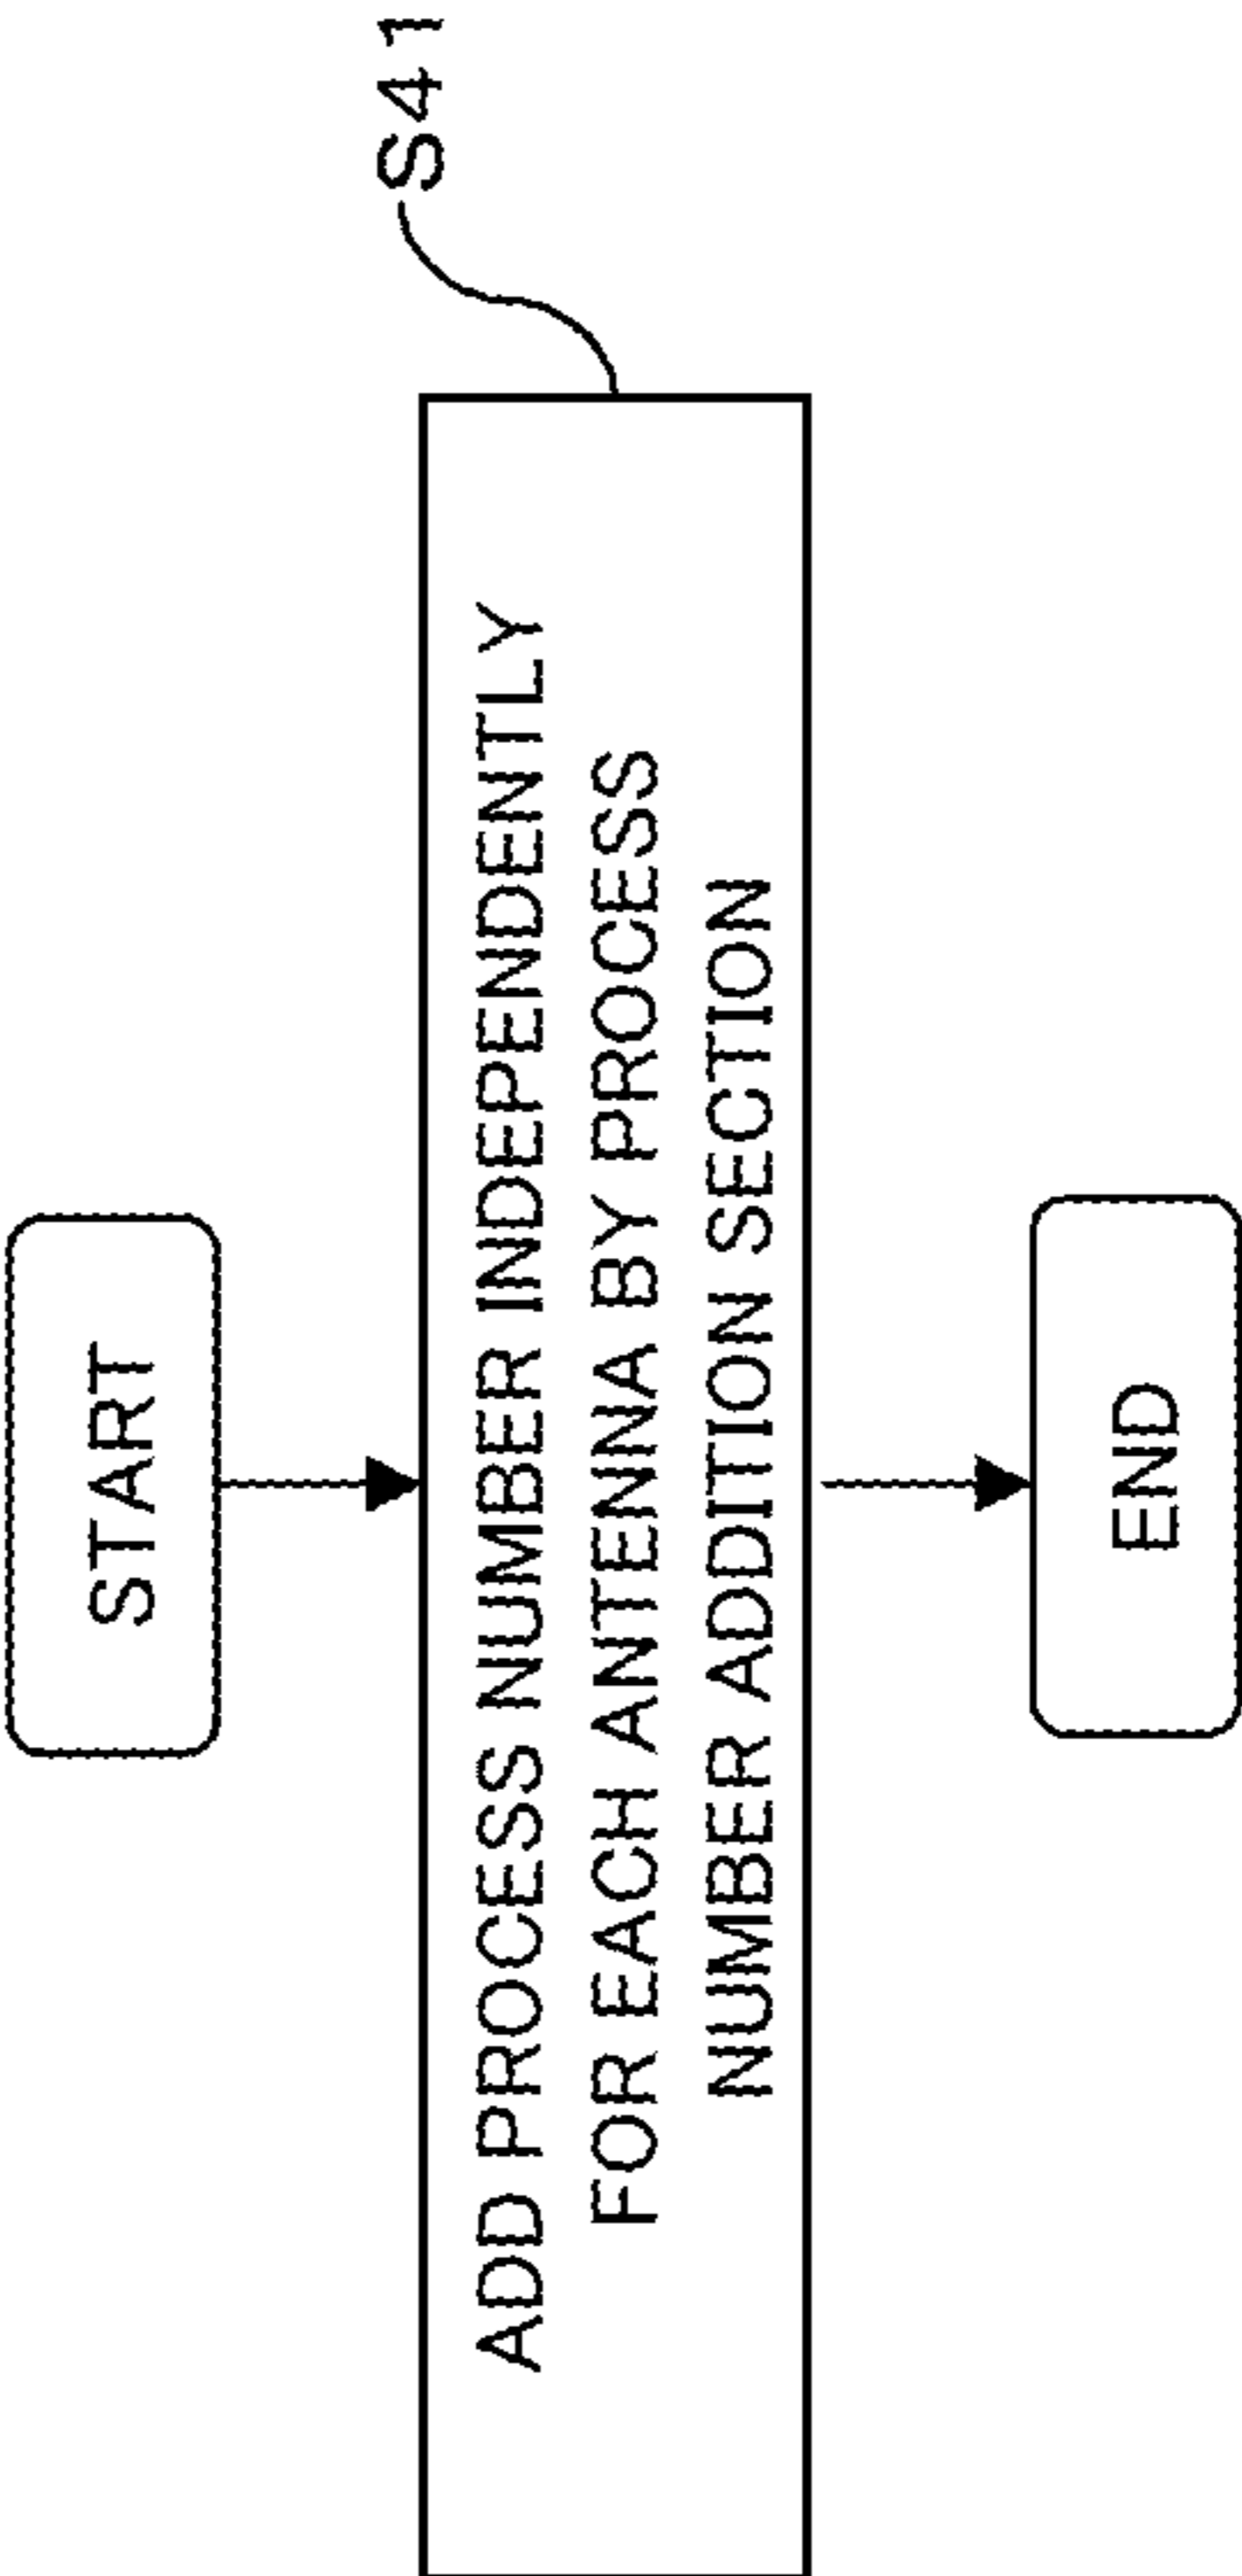 START
S41
ADD PROCESS NUMBER INDEPENDENTLY
FOR EACH ANTENNA BY PROCESS
NUMBER ADDITION SECTION
END